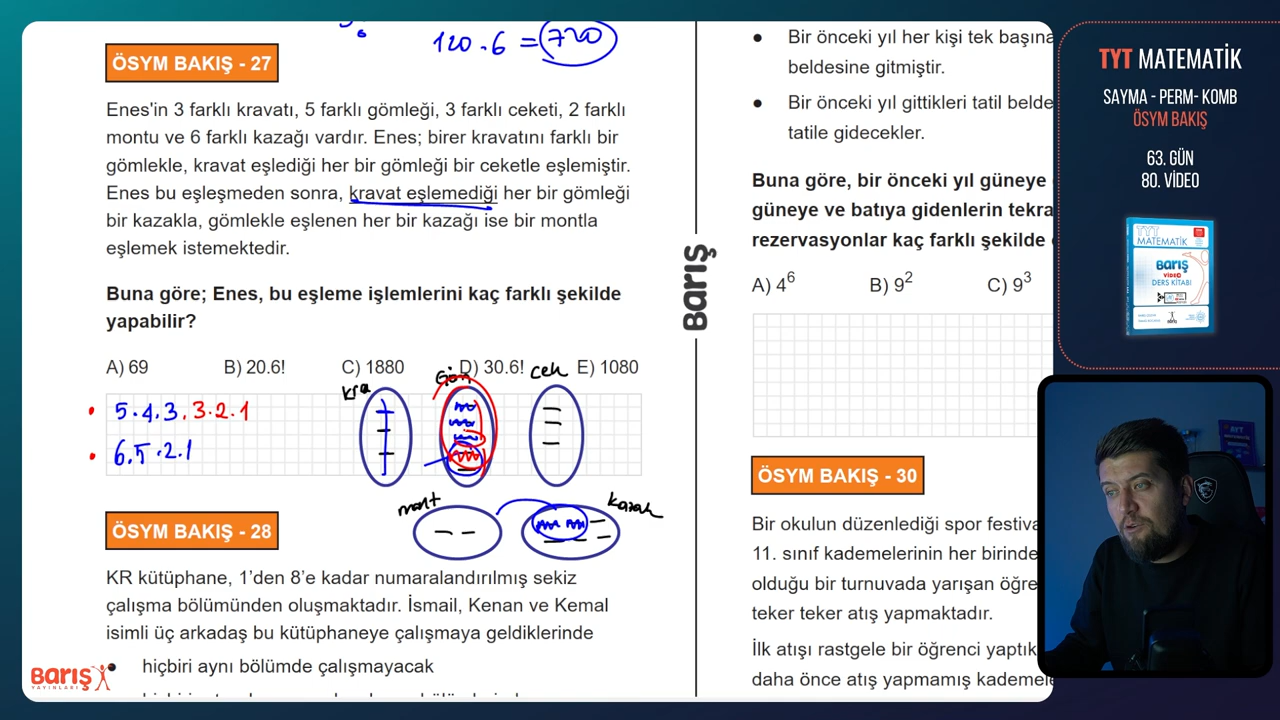 120.6 = 720
ÖSYM BAKIŞ - 27
Enes'in 3 farklı kravatı, 5 farklı gömleği, 3 farklı ceketi, 2 farklı
montu ve 6 farklı kazağı vardır. Enes; birer kravatını farklı bir
gömlekle, kravat eşlediği her bir gömleği bir ceketle eşlemiştir.
Enes bu eşleşmeden sonra, kravat eşlemediği her bir gömleği
bir kazakla, gömlekle eşlenen her bir kazağı ise bir montla
eşlemek istemektedir.
Buna göre; Enes, bu eşleme işlemlerini kaç farklı şekilde
yapabilir?
A) 69 B) 20.6! C) 1880 D) 30.6! E) 1080
kra Göm cek
• 5.4.3.3.2.1
• 6.5.2.1
mont kazak
ÖSYM BAKIŞ - 28
KR kütüphane, 1'den 8'e kadar numaralandırılmış sekiz
çalışma bölümünden oluşmaktadır. İsmail, Kenan ve Kemal
isimli üç arkadaş bu kütüphaneye çalışmaya geldiklerinde
• hiçbiri aynı bölümde çalışmayacak
BARIŞ
YAYINLARI
BARIŞ
• Bir önceki yıl her kişi tek başına
beldesine gitmiştir.
• Bir önceki yıl gittikleri tatil belde
tatile gidecekler.
Buna göre, bir önceki yıl güneye
güneye ve batıya gidenlerin tekra
rezervasyonlar kaç farklı şekilde
A) 4⁶ B) 9² C) 9³
ÖSYM BAKIŞ - 30
Bir okulun düzenlediği spor festiva
11. sınıf kademelerinin her birinde
olduğu bir turnuvada yarışan öğre
teker teker atış yapmaktadır.
İlk atışı rastgele bir öğrenci yaptık
daha önce atış yapmamış kademele
TYT MATEMATİK
SAYMA - PERM- KOMB
ÖSYM BAKIŞ
63. GÜN
80. VİDEO
TYT
MATEMATİK
BARIŞ
VİDEO
DERS KİTABI